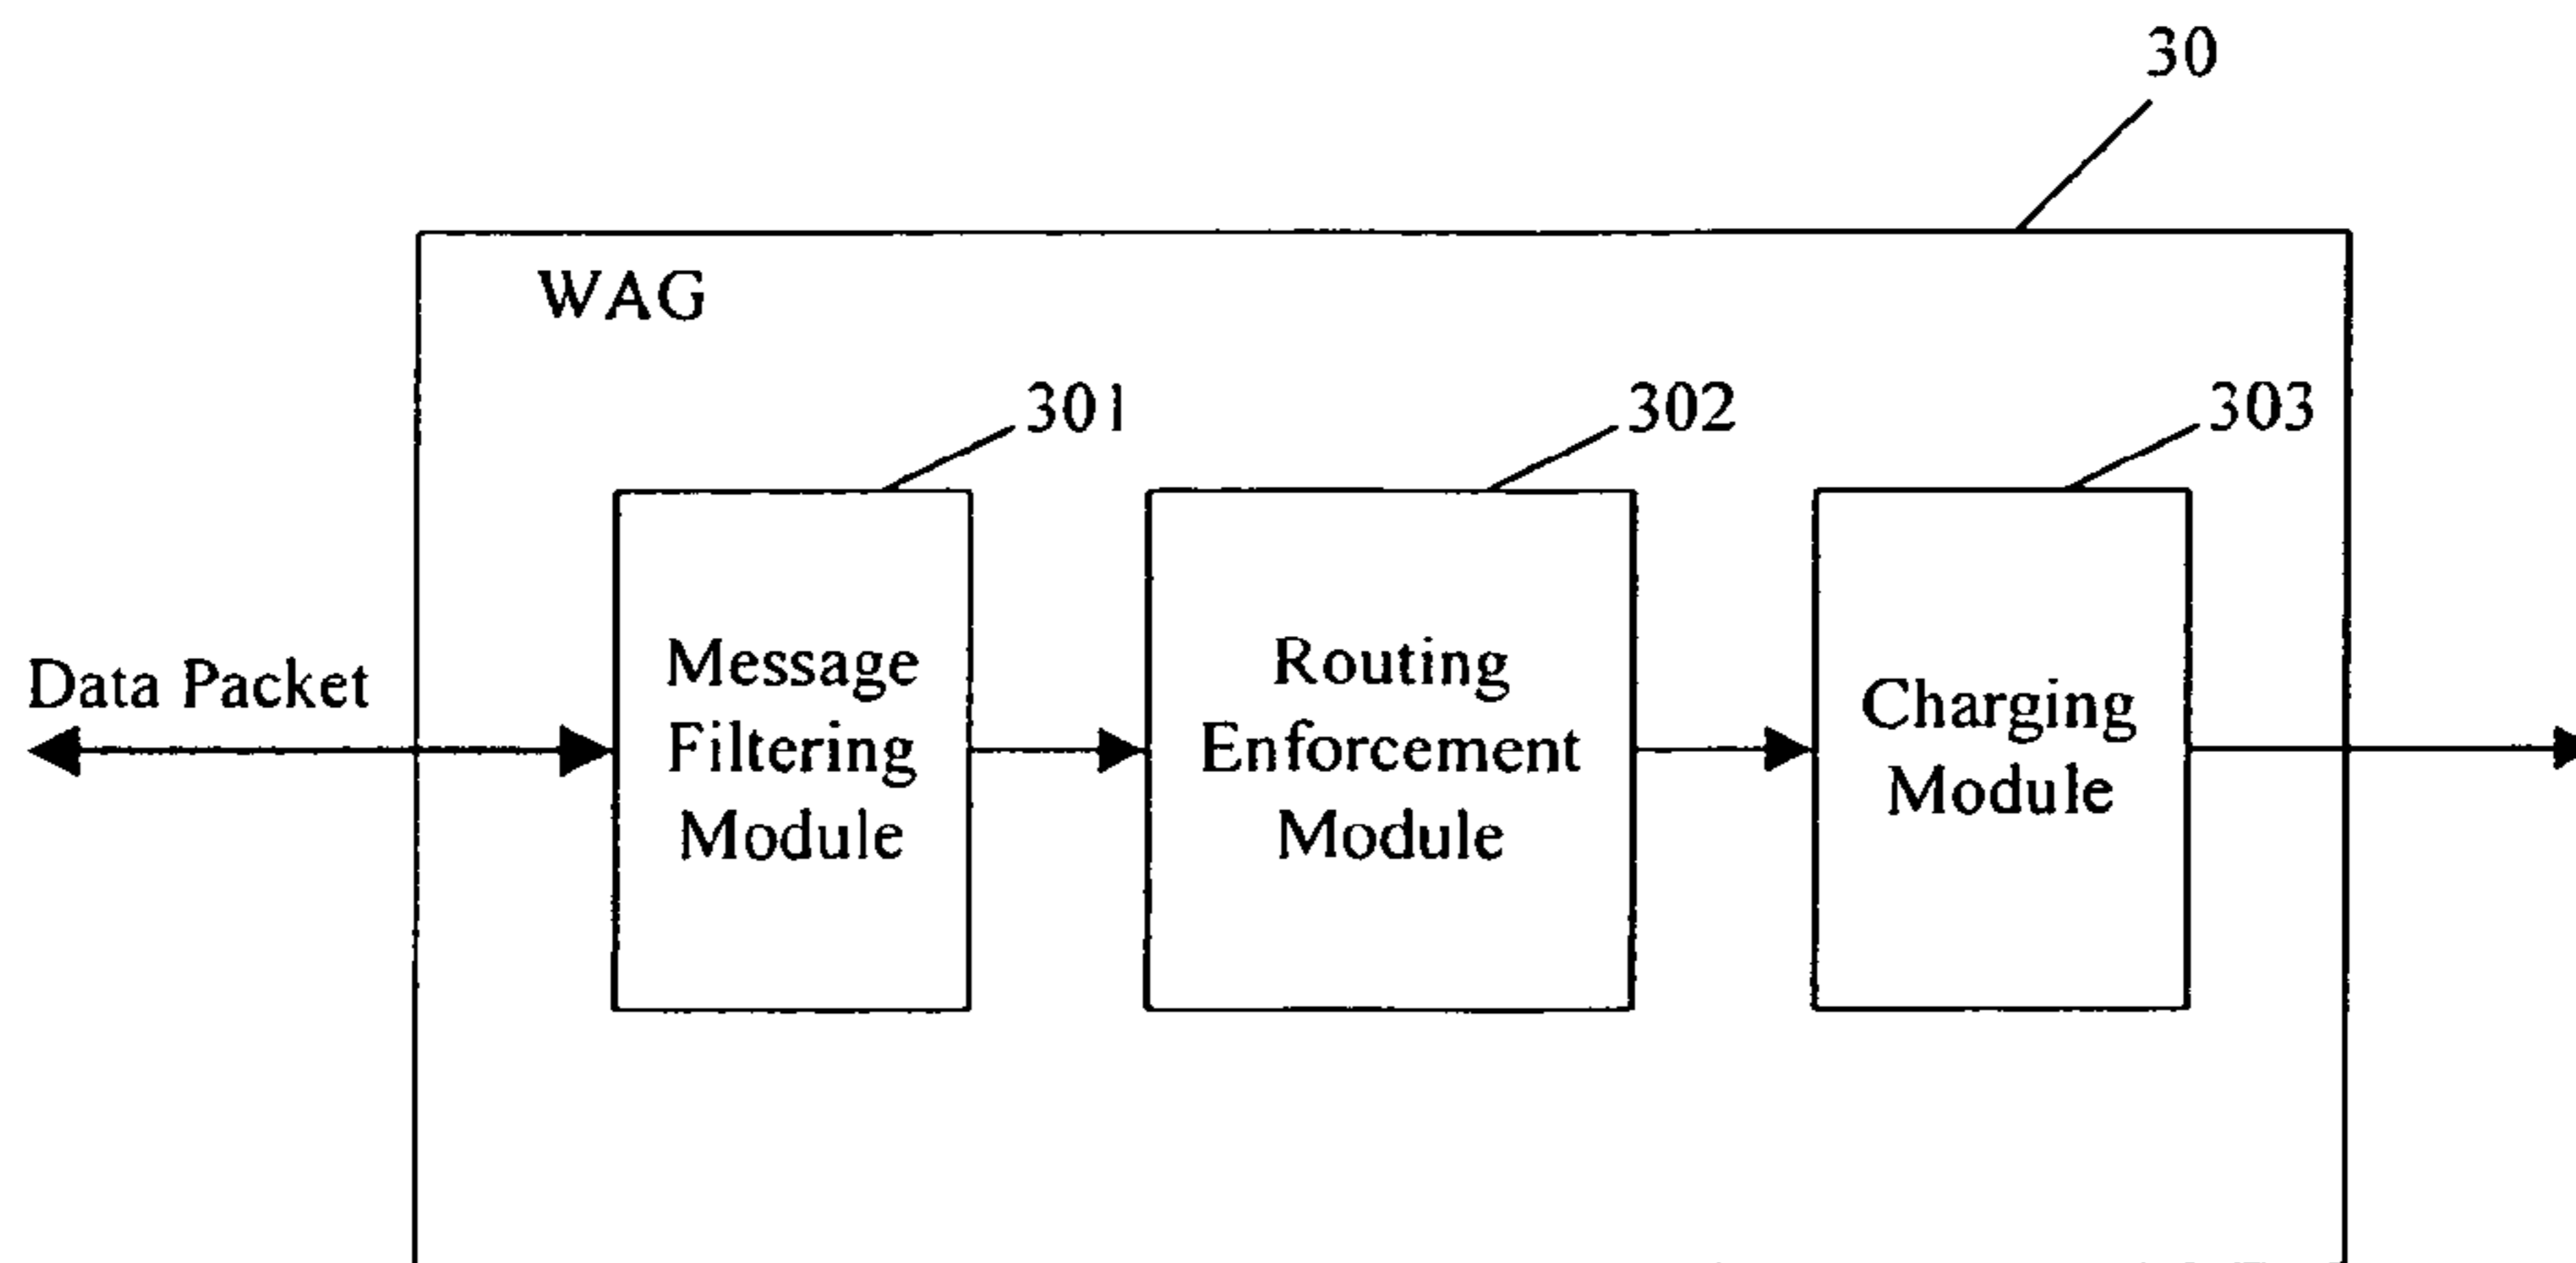 30
WAG
301
302
303
Data Packet
Message
Filtering
Module
Routing
Enforcement
Module
Charging
Module